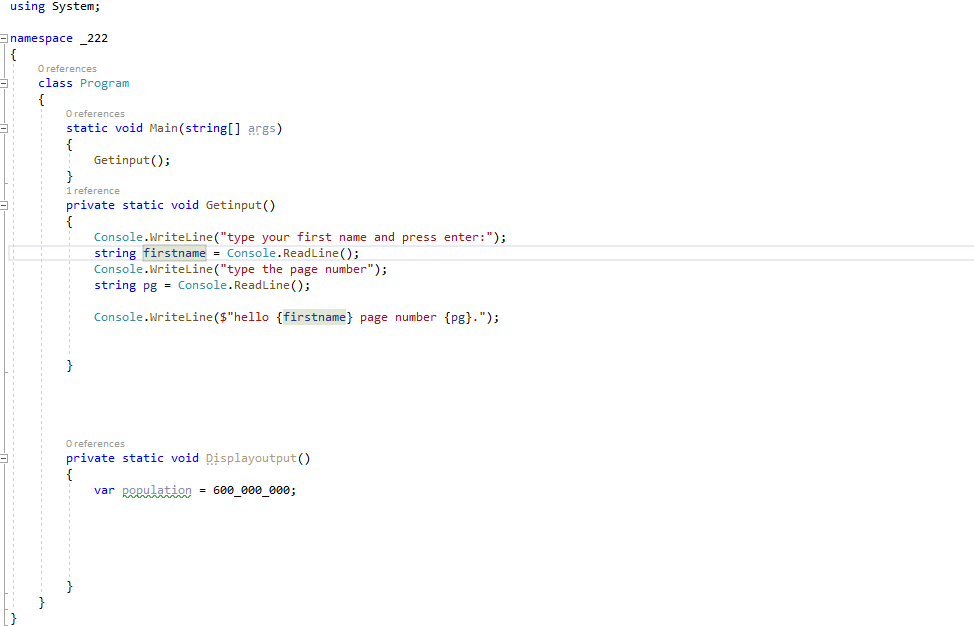 using System;
namespace _222
{
0 references
class Program
{
0 references
static void Main(string[] args)
{
Getinput();
}
1 reference
private static void Getinput()
{
Console.WriteLine("type your first name and press enter:");
string firstname = Console.ReadLine();
Console.WriteLine("type the page number");
string pg = Console.ReadLine();
Console.WriteLine($"hello {firstname} page number {pg}.");
}
0 references
private static void Displayoutput()
{
var population = 600_000_000;
}
}
}